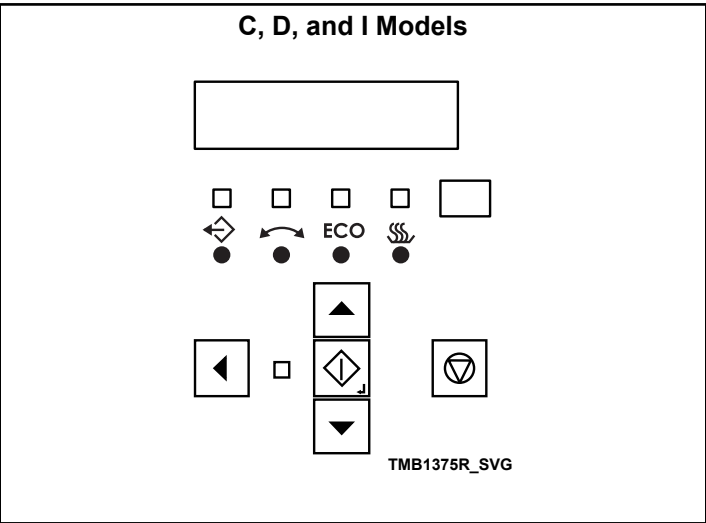 C, D, and I Models
ECO
TMB1375R_SVG